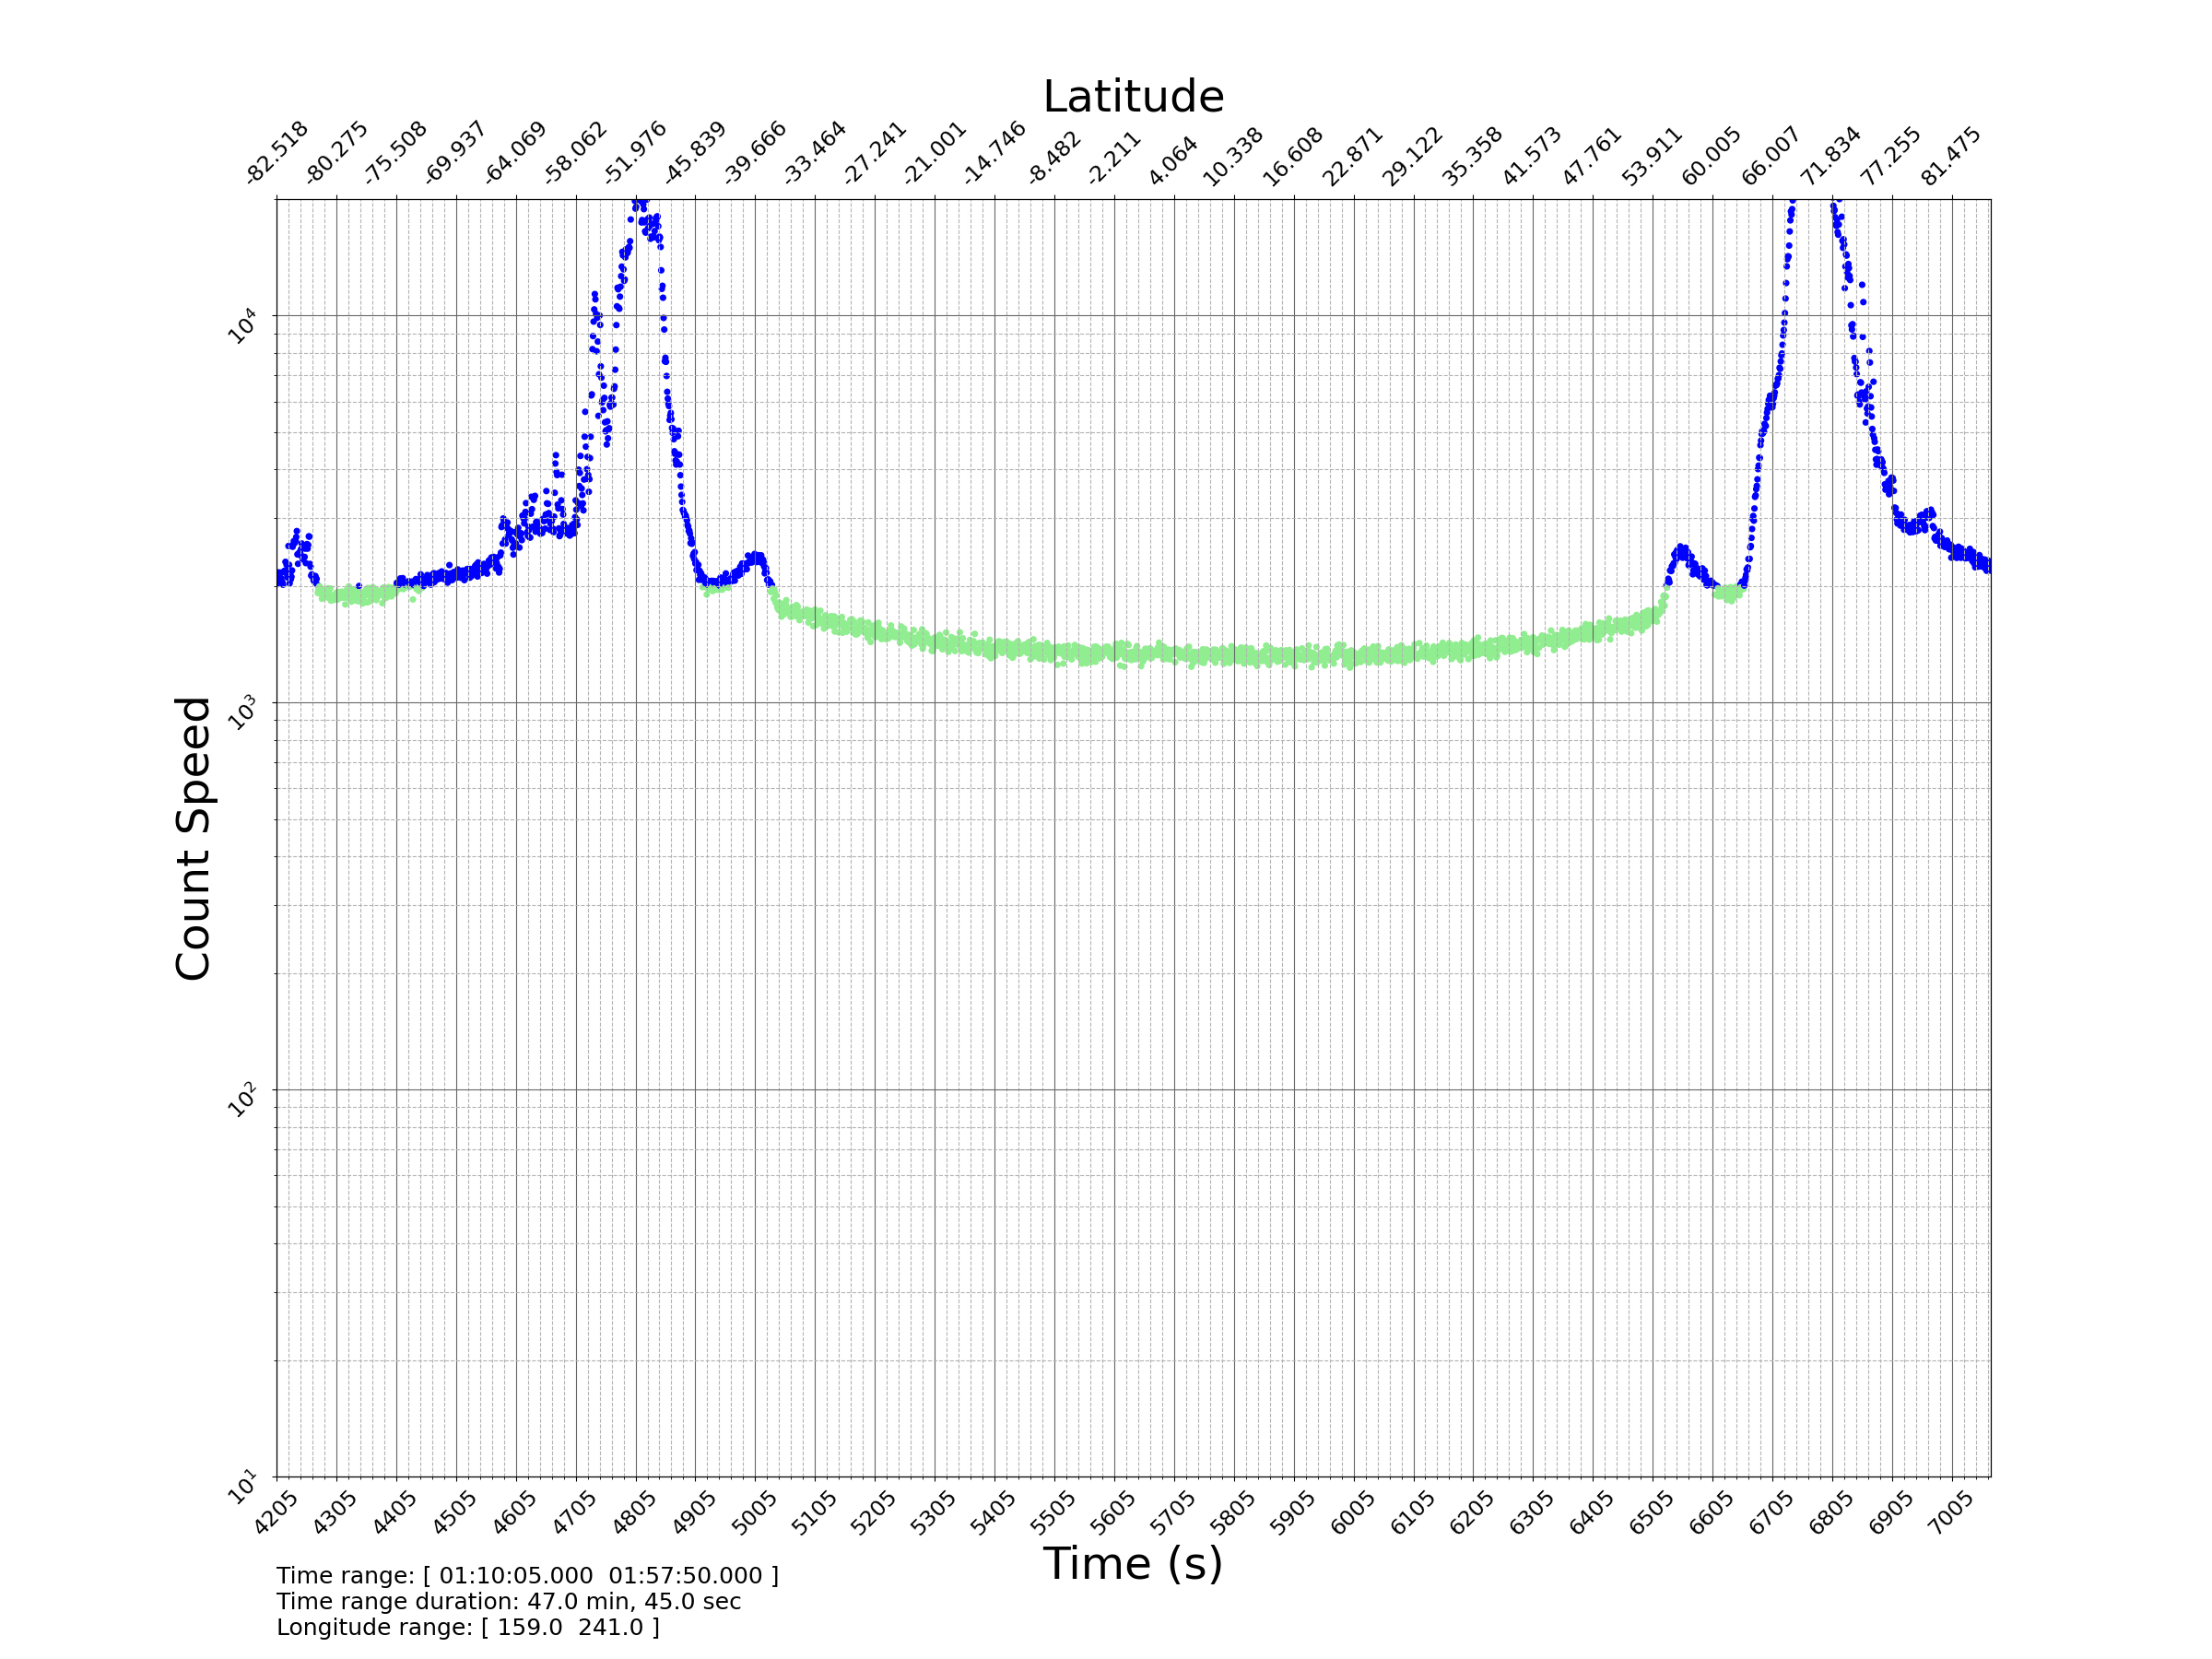 Latitude
-82.518 -80.275 -75.508 -69.937 -64.069 -58.062 -51.976 -45.839 -39.666 -33.464 -27.241 -21.001 -14.746 -8.482 -2.211 4.064 10.338 16.608 22.871 29.122 35.358 41.573 47.761 53.911 60.005 66.007 71.834 77.255 81.475
10⁴
10³
Count Speed
10²
10¹
4205 4305 4405 4505 4605 4705 4805 4905 5005 5105 5205 5305 5405 5505 5605 5705 5805 5905 6005 6105 6205 6305 6405 6505 6605 6705 6805 6905 7005
Time (s)
Time range: [ 01:10:05.000  01:57:50.000 ]
Time range duration: 47.0 min, 45.0 sec
Longitude range: [ 159.0  241.0 ]